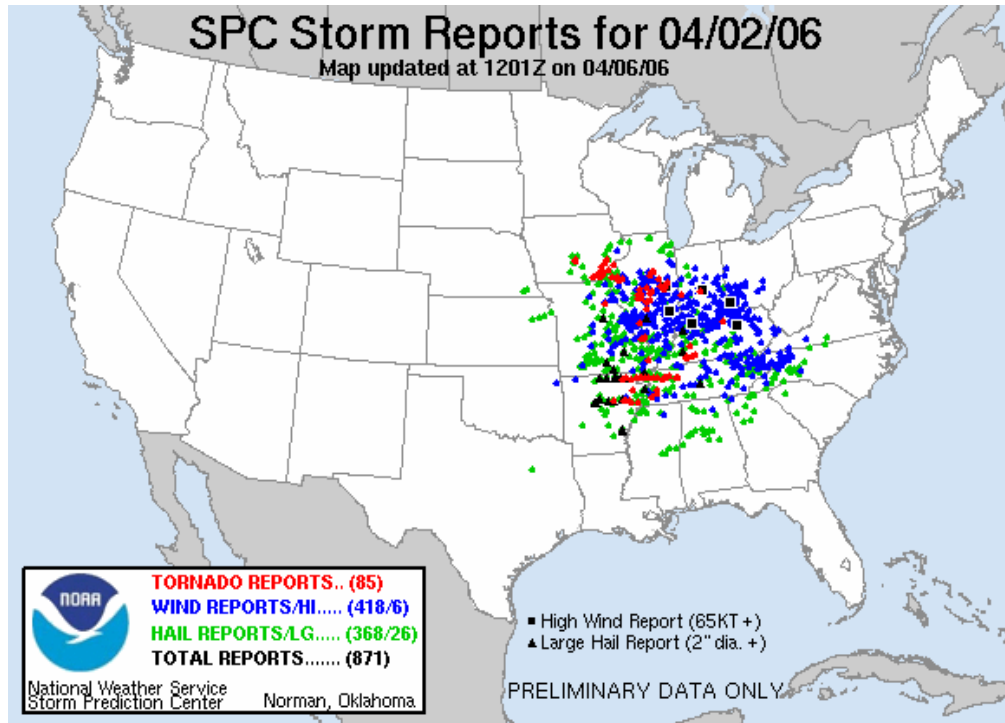 SPC Storm Reports for 04/02/06
Map updated at 1201Z on 04/06/06
NOAA
TORNADO REPORTS.. (85)
WIND REPORTS/HI..... (418/6)
HAIL REPORTS/LG..... (368/26)
TOTAL REPORTS....... (871)
National Weather Service
Storm Prediction Center Norman, Oklahoma
■ High Wind Report (65KT +)
▲ Large Hail Report (2" dia. +)
PRELIMINARY DATA ONLY